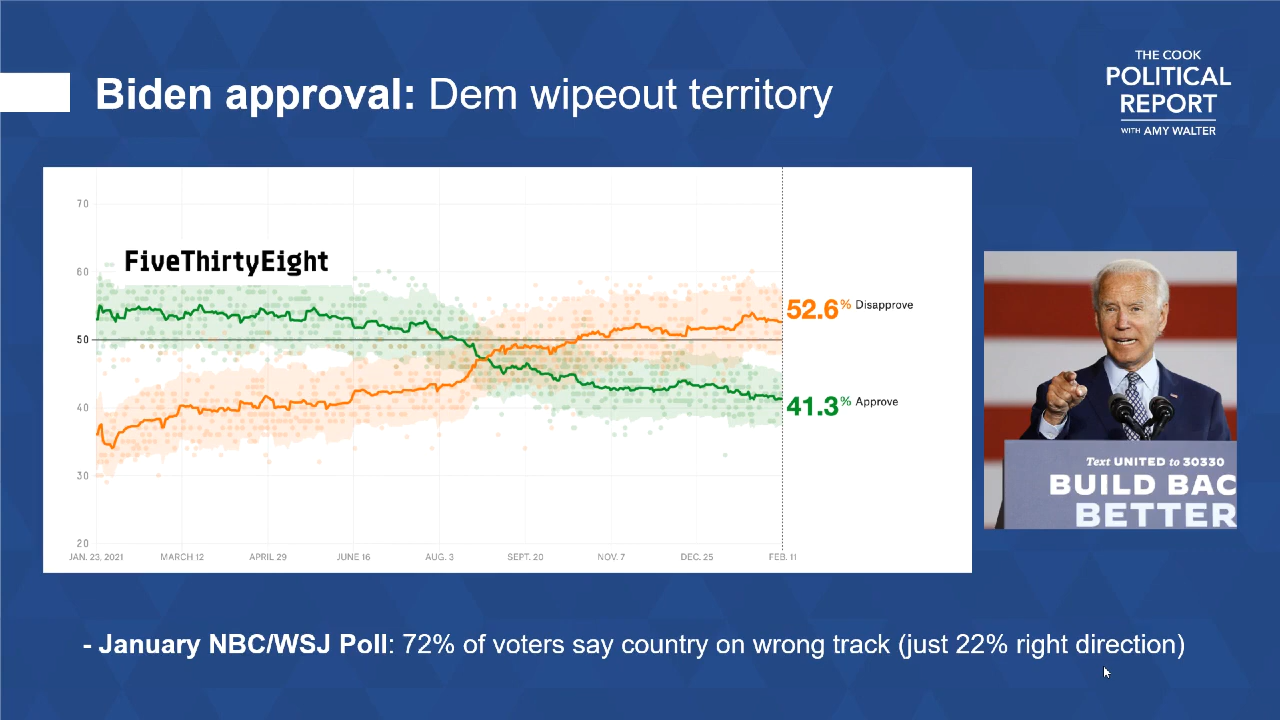 Biden approval: Dem wipeout territory
THE COOK
POLITICAL
REPORT
WITH AMY WALTER
FiveThirtyEight
70
60
50
40
30
20
52.6% Disapprove
41.3% Approve
JAN. 23, 2021 MARCH 12 APRIL 29 JUNE 16 AUG. 3 SEPT. 20 NOV. 7 DEC. 25 FEB. 11
Text UNITED to 30330
BUILD BAC
BETTER
- January NBC/WSJ Poll: 72% of voters say country on wrong track (just 22% right direction)